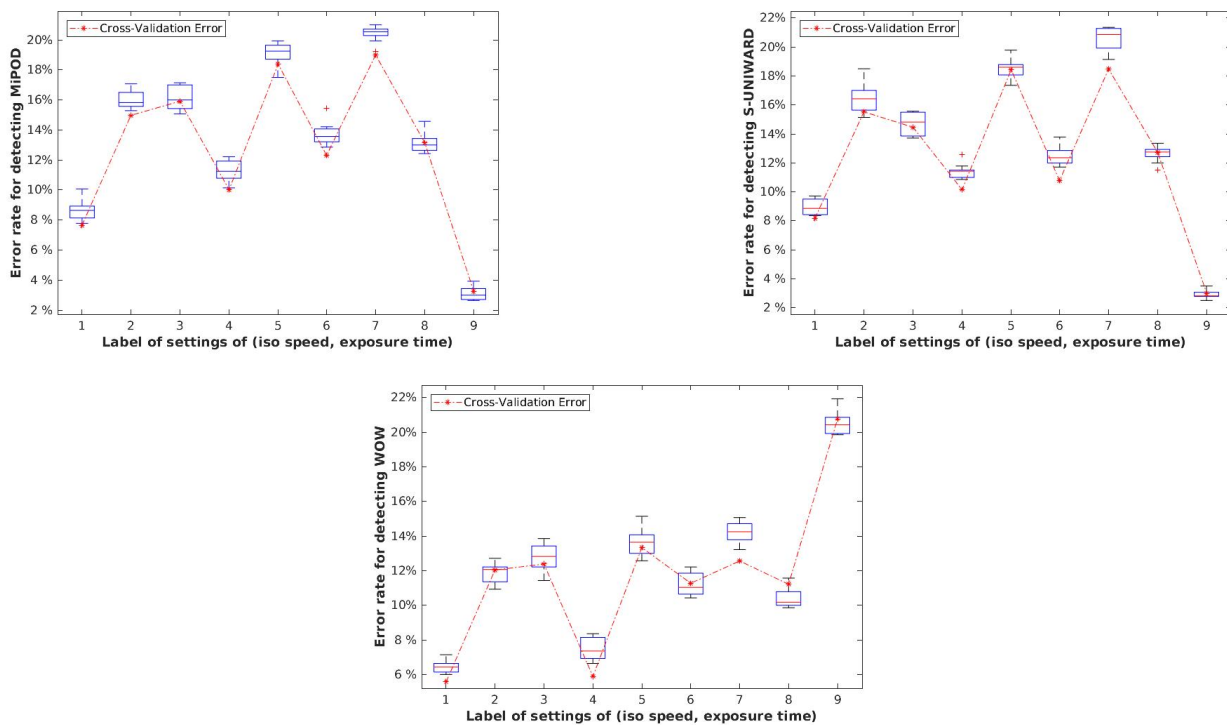 Cross-Validation Error
Error rate for detecting MiPOD
20%
18%
16%
14%
12%
10%
8 %
6 %
4 %
2 %
1 2 3 4 5 6 7 8 9
Label of settings of (iso speed, exposure time)
Cross-Validation Error
Error rate for detecting S-UNIWARD
22%
20%
18%
16%
14%
12%
10%
8 %
6 %
4 %
2 %
1 2 3 4 5 6 7 8 9
Label of settings of (iso speed, exposure time)
Cross-Validation Error
Error rate for detecting WOW
22%
20%
18%
16%
14%
12%
10%
8 %
6 %
1 2 3 4 5 6 7 8 9
Label of settings of (iso speed, exposure time)